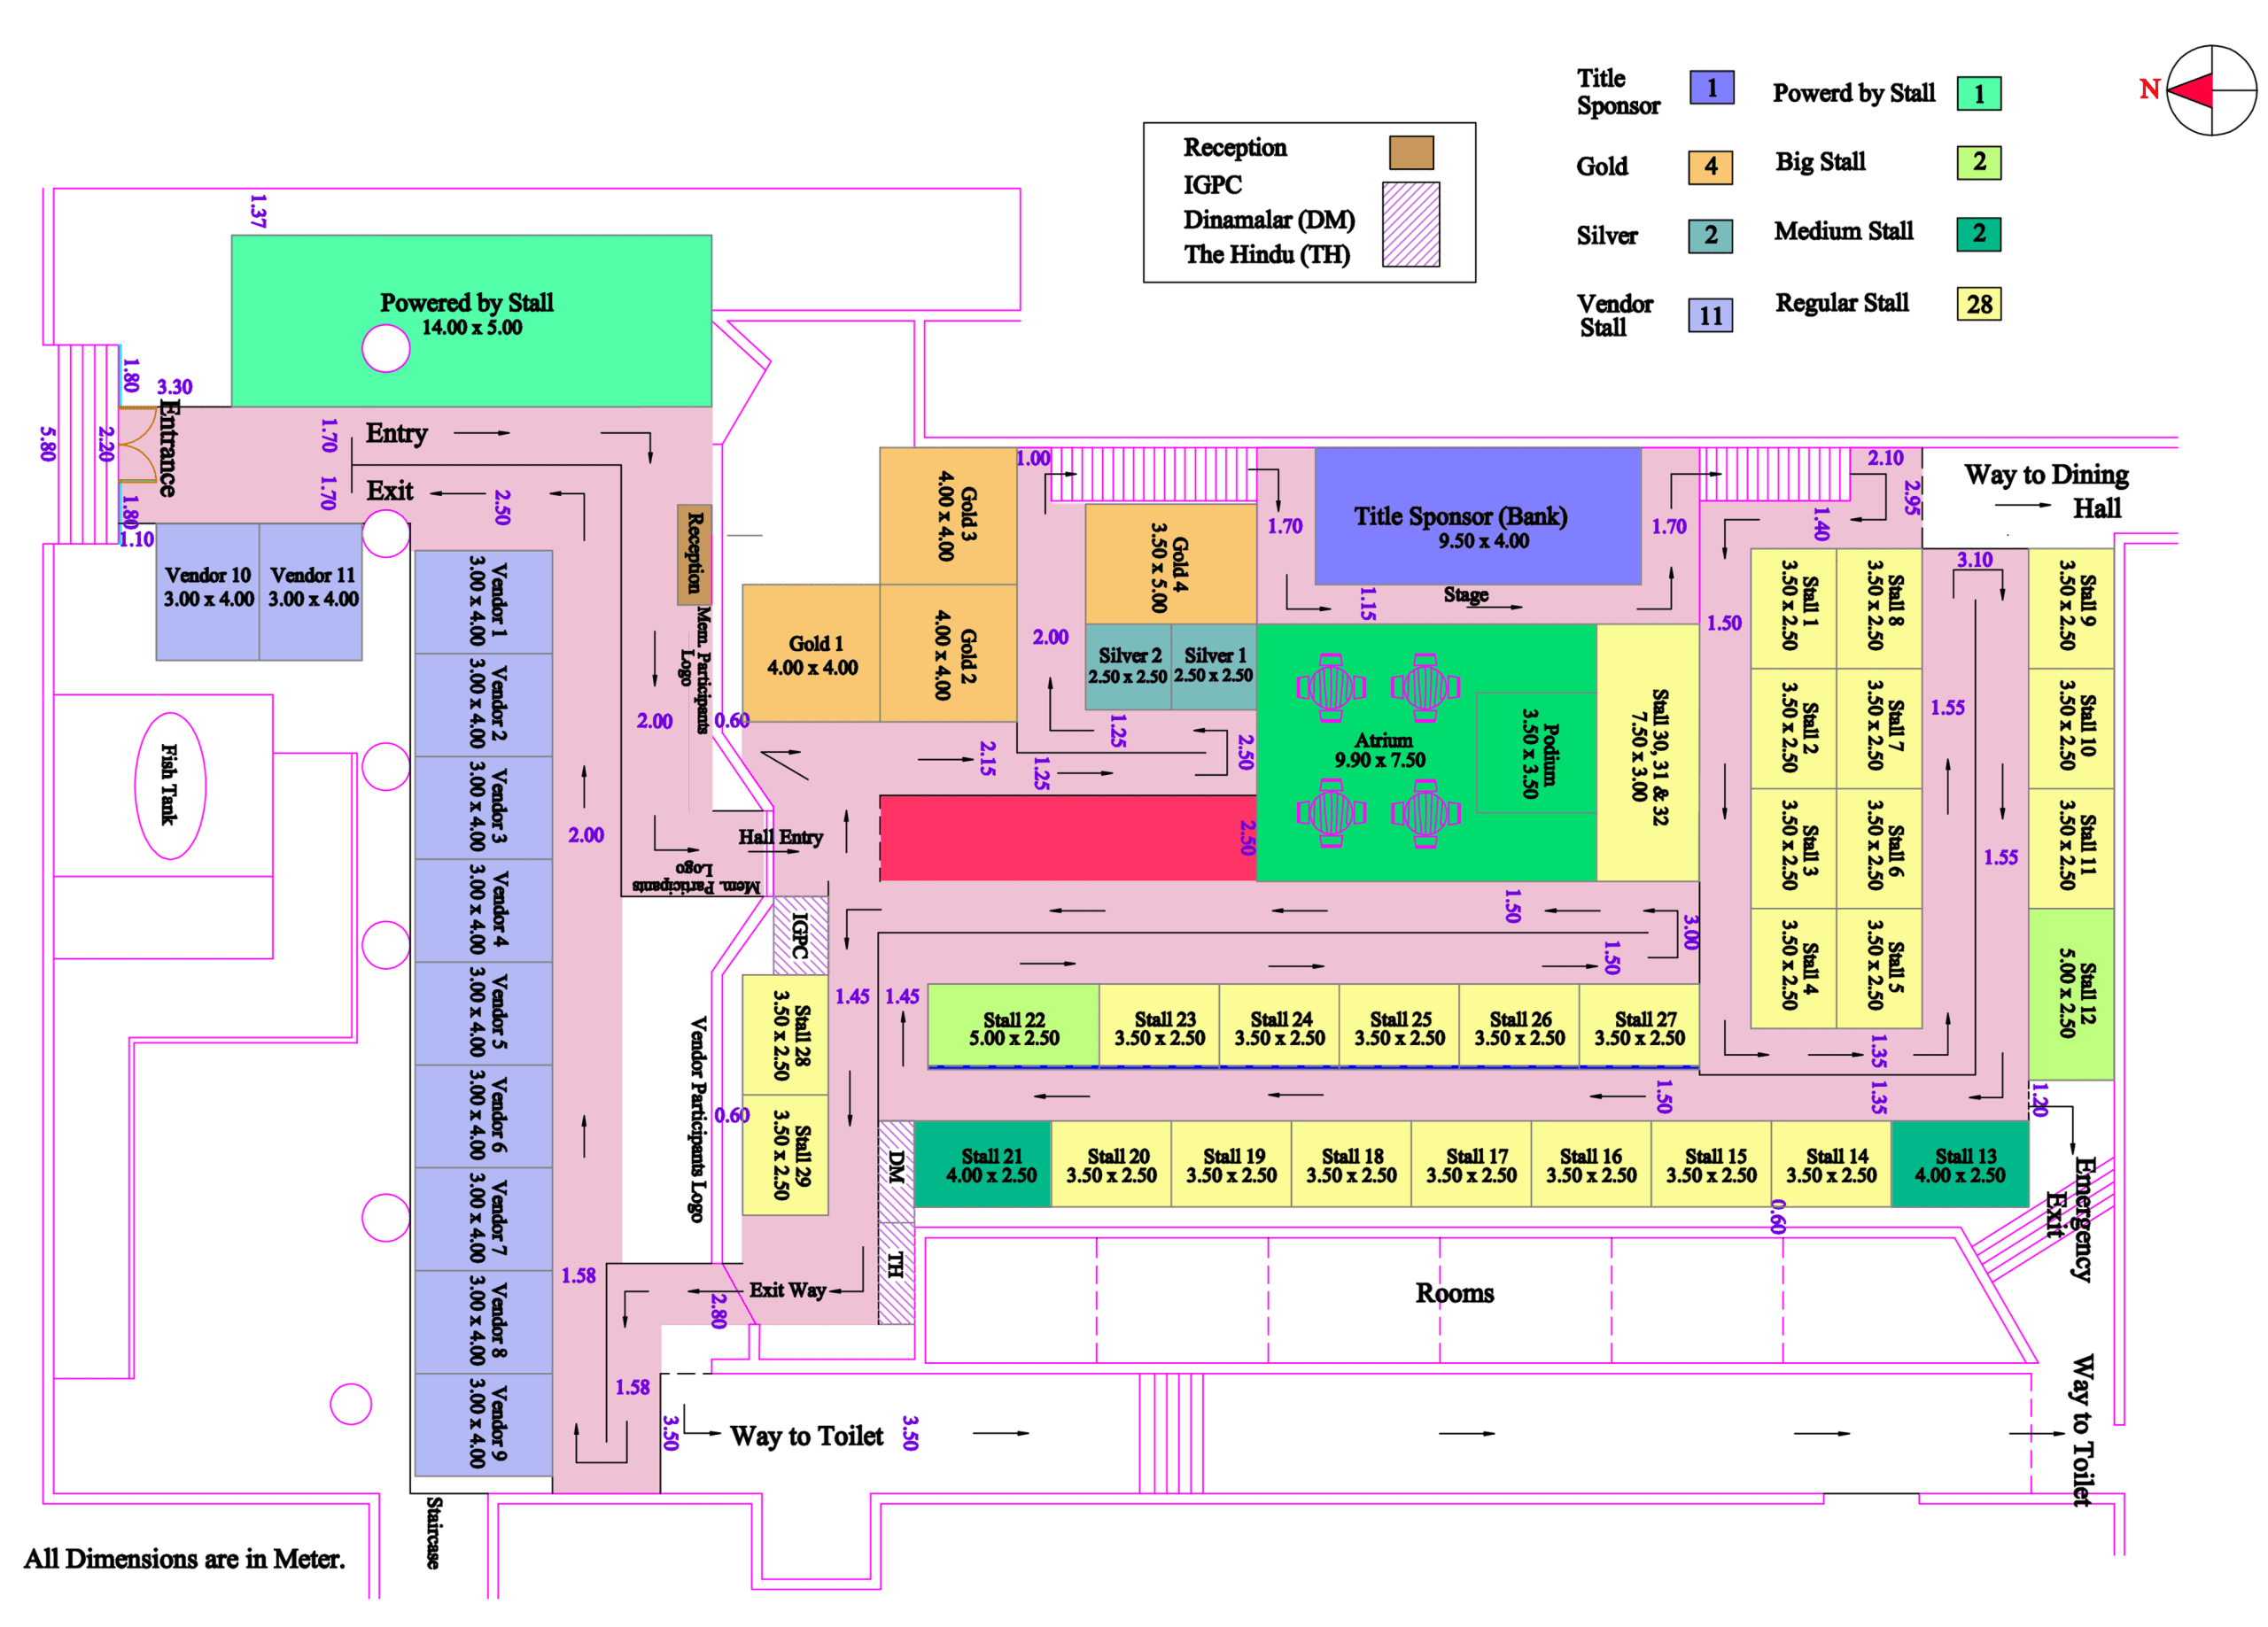 Title
Sponsor
1
Powerd by Stall
1
N
Reception
IGPC
Dinamalar (DM)
The Hindu (TH)
Gold
4
Big Stall
2
Silver
2
Medium Stall
2
Vendor
Stall
11
Regular Stall
28
1.37
Powered by Stall
14.00 x 5.00
5.80
1.80
3.30
2.20
Entrance
1.80
1.10
1.70
Entry
1.70
Exit
2.50
Vendor 10
3.00 x 4.00
Vendor 11
3.00 x 4.00
Fish Tank
Vendor 1
3.00 x 4.00
Vendor 2
3.00 x 4.00
Vendor 3
3.00 x 4.00
Vendor 4
3.00 x 4.00
Vendor 5
3.00 x 4.00
Vendor 6
3.00 x 4.00
Vendor 7
3.00 x 4.00
Vendor 8
3.00 x 4.00
Vendor 9
3.00 x 4.00
2.00
1.58
1.58
Reception
Mem. Participants
Logo
2.00
0.60
Hall Entry
Mem. Participants
Logo
IGPC
Vendor Participants Logo
0.60
Stall 28
3.50 x 2.50
Stall 29
3.50 x 2.50
Exit Way
2.80
1.45
1.45
DM
TH
Gold 3
4.00 x 4.00
Gold 1
4.00 x 4.00
Gold 2
4.00 x 4.00
1.00
2.00
Gold 4
3.50 x 5.00
Silver 2
2.50 x 2.50
Silver 1
2.50 x 2.50
2.15
1.25
1.25
2.50
2.50
1.70
Title Sponsor (Bank)
9.50 x 4.00
1.70
Stage
1.15
Atrium
9.90 x 7.50
Podium
3.50 x 3.50
Stall 30, 31 & 32
7.50 x 3.00
1.50
2.10
2.95
1.40
Way to Dining
Hall
3.10
Stall 1
3.50 x 2.50
Stall 8
3.50 x 2.50
Stall 9
3.50 x 2.50
Stall 2
3.50 x 2.50
Stall 7
3.50 x 2.50
Stall 10
3.50 x 2.50
1.55
Stall 3
3.50 x 2.50
Stall 6
3.50 x 2.50
1.55
Stall 11
3.50 x 2.50
Stall 4
3.50 x 2.50
Stall 5
3.50 x 2.50
Stall 12
5.00 x 2.50
1.50
3.00
1.50
Stall 22
5.00 x 2.50
Stall 23
3.50 x 2.50
Stall 24
3.50 x 2.50
Stall 25
3.50 x 2.50
Stall 26
3.50 x 2.50
Stall 27
3.50 x 2.50
1.35
1.50
1.35
1.20
Stall 21
4.00 x 2.50
Stall 20
3.50 x 2.50
Stall 19
3.50 x 2.50
Stall 18
3.50 x 2.50
Stall 17
3.50 x 2.50
Stall 16
3.50 x 2.50
Stall 15
3.50 x 2.50
Stall 14
3.50 x 2.50
Stall 13
4.00 x 2.50
0.60
Emergency
Exit
Rooms
3.50
Way to Toilet
3.50
Way to Toilet
Staircase
All Dimensions are in Meter.